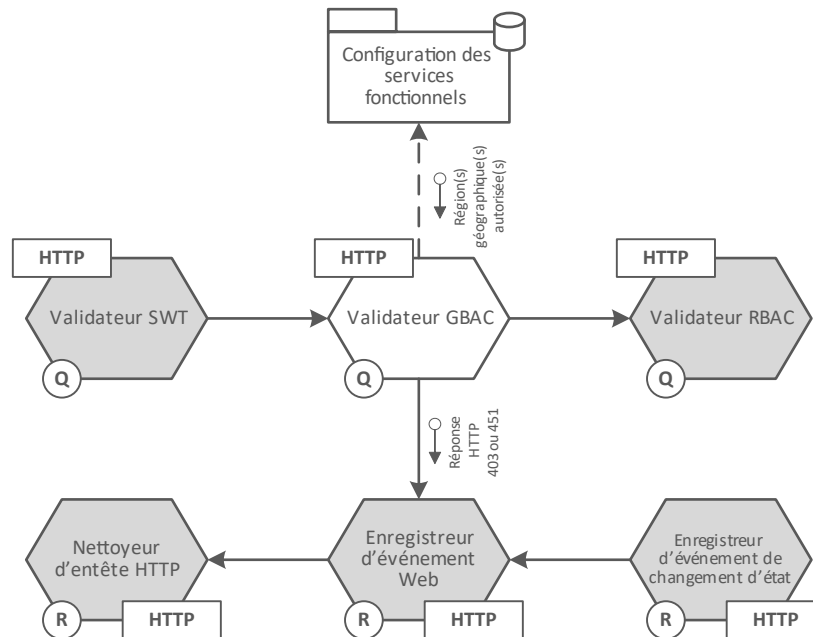 Configuration des
services
fonctionnels
Région(s)
géographique(s)
autorisée(s)
HTTP
Validateur SWT
Q
HTTP
Validateur GBAC
Q
HTTP
Validateur RBAC
Q
Réponse
HTTP
403 ou 451
Nettoyeur
d'entête HTTP
R
HTTP
Enregistreur
d'événement
Web
R
HTTP
Enregistreur
d'événement de
changement d'état
R
HTTP